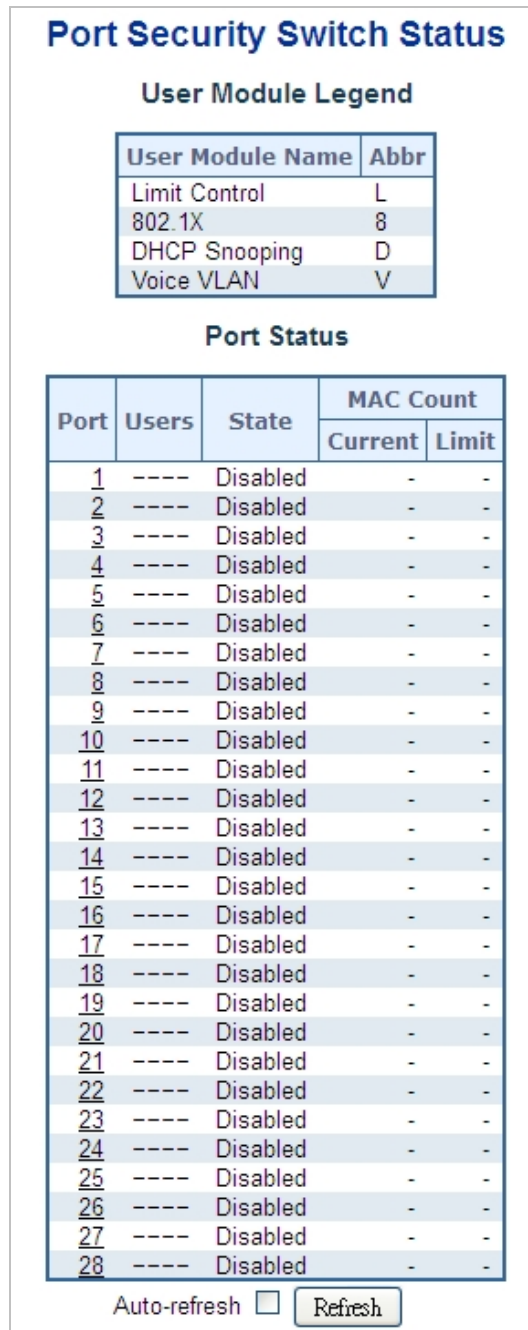 Port Security Switch Status
User Module Legend
User Module Name Abbr
Limit Control L
802.1X 8
DHCP Snooping D
Voice VLAN V
Port Status
Port Users State MAC Count
Current Limit
1 ---- Disabled - -
2 ---- Disabled - -
3 ---- Disabled - -
4 ---- Disabled - -
5 ---- Disabled - -
6 ---- Disabled - -
7 ---- Disabled - -
8 ---- Disabled - -
9 ---- Disabled - -
10 ---- Disabled - -
11 ---- Disabled - -
12 ---- Disabled - -
13 ---- Disabled - -
14 ---- Disabled - -
15 ---- Disabled - -
16 ---- Disabled - -
17 ---- Disabled - -
18 ---- Disabled - -
19 ---- Disabled - -
20 ---- Disabled - -
21 ---- Disabled - -
22 ---- Disabled - -
23 ---- Disabled - -
24 ---- Disabled - -
25 ---- Disabled - -
26 ---- Disabled - -
27 ---- Disabled - -
28 ---- Disabled - -
Auto-refresh Refresh